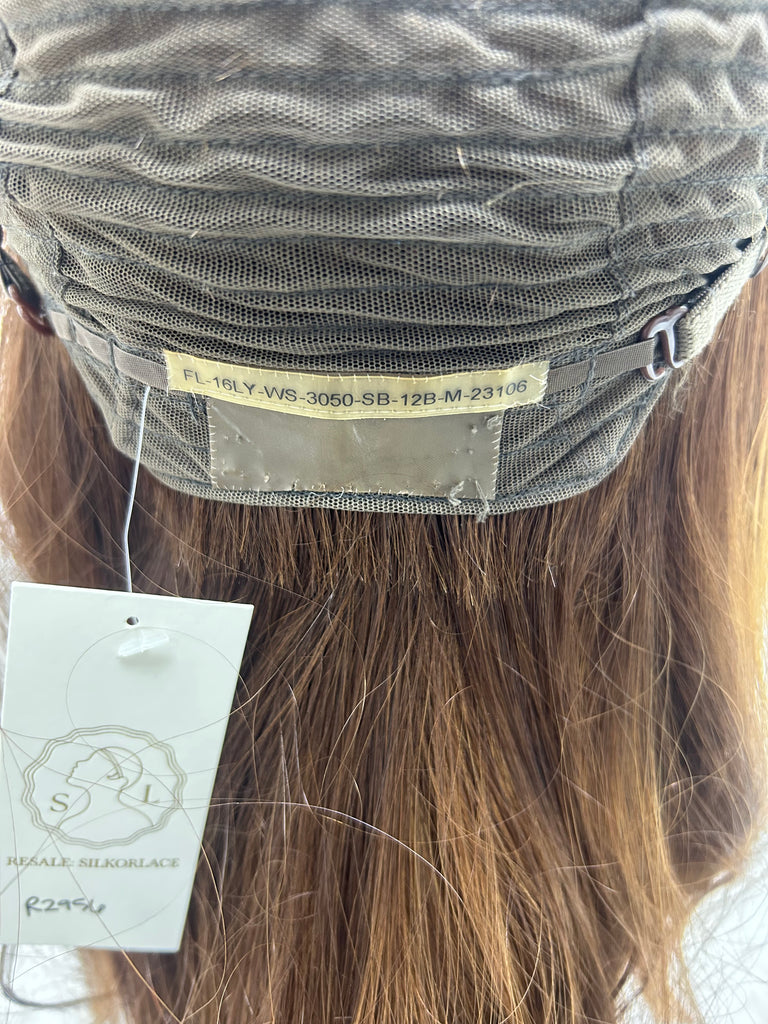 FL-16LY-WS-3050-SB-12B-M-23106
S L
RESALE: SILKORLACE
R2956